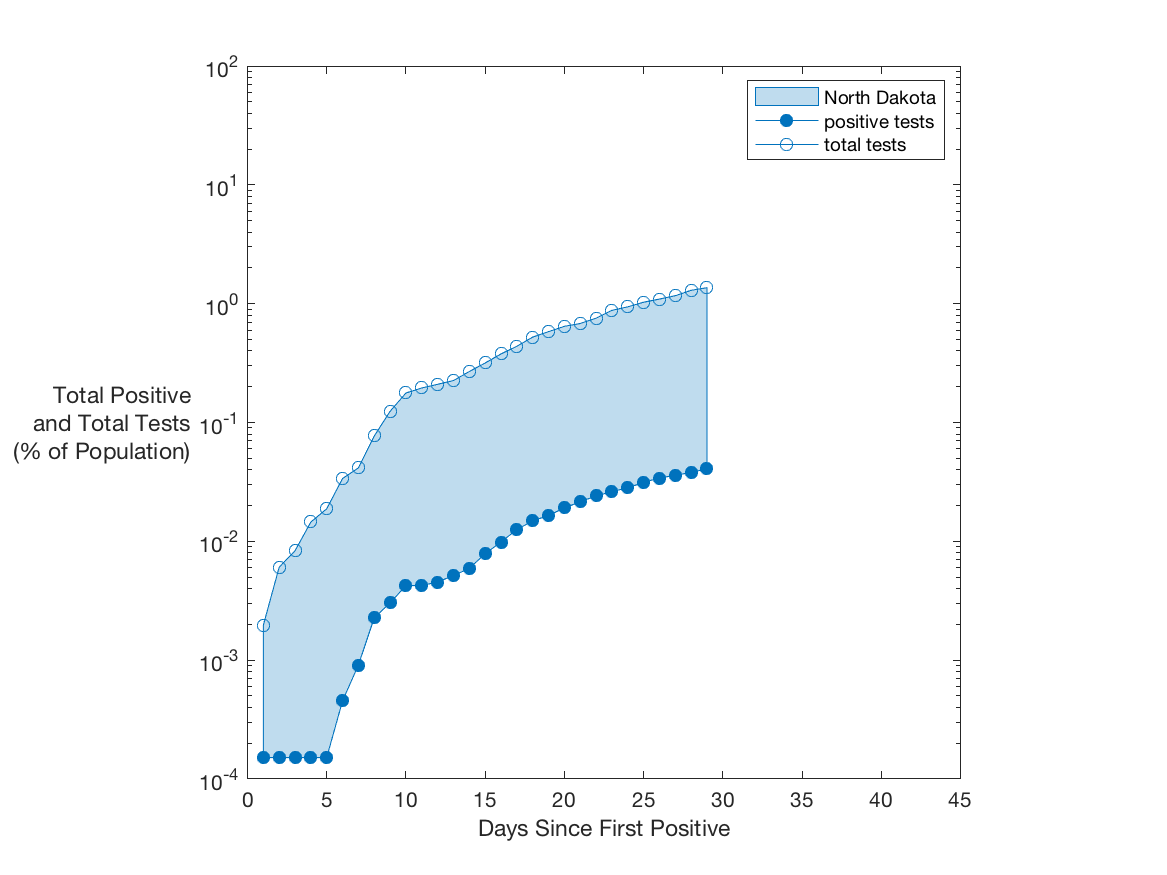 10^2
10^1
10^0
10^-1
10^-2
10^-3
10^-4
Total Positive
and Total Tests
(% of Population)
North Dakota
positive tests
total tests
0 5 10 15 20 25 30 35 40 45
Days Since First Positive